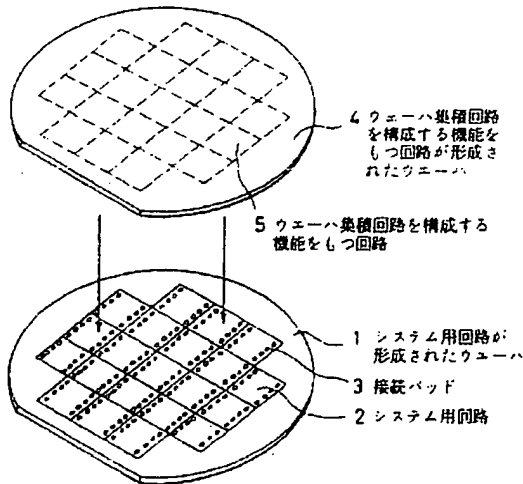 4 ウェーハ集積回路
を構成する機能を
もつ回路が形成さ
れたウエーハ
5 ウェーハ集積回路を構成する
機能をもつ回路
1 システム用回路が
形成されたウエーハ
3 接続パッド
2 システム用回路